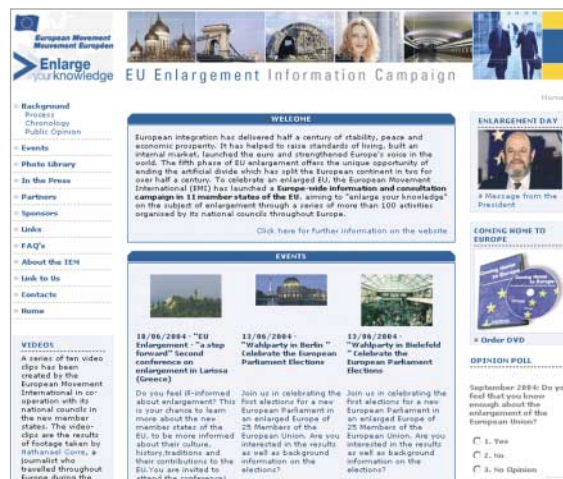 European Movement
Mouvement Européen
Enlarge
your knowledge
EU Enlargement Information Campaign
Home
Background
Process
Chronology
Public Opinion
Events
Photo Library
In the Press
Partners
Sponsors
Links
FAQ's
About the IEM
Link to Us
Contacts
Home
VIDEOS
A series of ten video
clips has been
created by the
European Movement
International in co-
operation with its
national councils in
the new member
states. The video-
clips are the results
of footage taken by
Nathanael Corre, a
journalist who
travelled throughout
Europe during the
WELCOME
European integration has delivered half a century of stability, peace and
economic prosperity. It has helped to raise standards of living, built an
internal market, launched the euro and strengthened Europe's voice in the
world. The fifth phase of EU enlargement offers the unique opportunity of
ending the artificial divide which has split the European continent in two for
over half a century. To celebrate an enlarged EU, the European Movement
International (EMI) has launched a Europe-wide information and consultation
campaign in 11 member states of the EU, aiming to "enlarge your knowledge"
on the subject of enlargement through a series of more than 100 activities
organised by its national councils throughout Europe.
Click here for further information on the website
EVENTS
18/06/2004 - "EU
Enlargement - "a step
forward" Second
conference on
enlargement in Larissa
(Greece)
Do you feel ill-informed
about enlargement? This
is your chance to learn
more about the new
member states of the
EU, to be more informed
about their culture,
history,traditions and
their contributions to the
EU.You are invited to
attend the conference!
13/06/2004 -
"Wahlparty in Berlin "
Celebrate the European
Parliament Elections
Join us in celebrating the
first elections for a new
European Parliament in
an enlarged Europe of
25 Members of the
European Union. Are you
interested in the results
as well as background
information on the
elections?
13/06/2004 -
"Wahlparty in Bielefeld
" Celebrate the
European Parliament
Elections
Join us in celebrating the
first elections for a new
European Parliament in
an enlarged Europe of
25 Members of the
European Union. Are you
interested in the results
as well as background
information on the
elections?
ENLARGEMENT DAY
Message from the
President
COMING HOME TO
EUROPE
Coming Home
to Europe
Order DVD
OPINION POLL
September 2004: Do you
feel that you know
enough about the
enlargement of the
European Union?
1. Yes
2. No
3. No Opinion